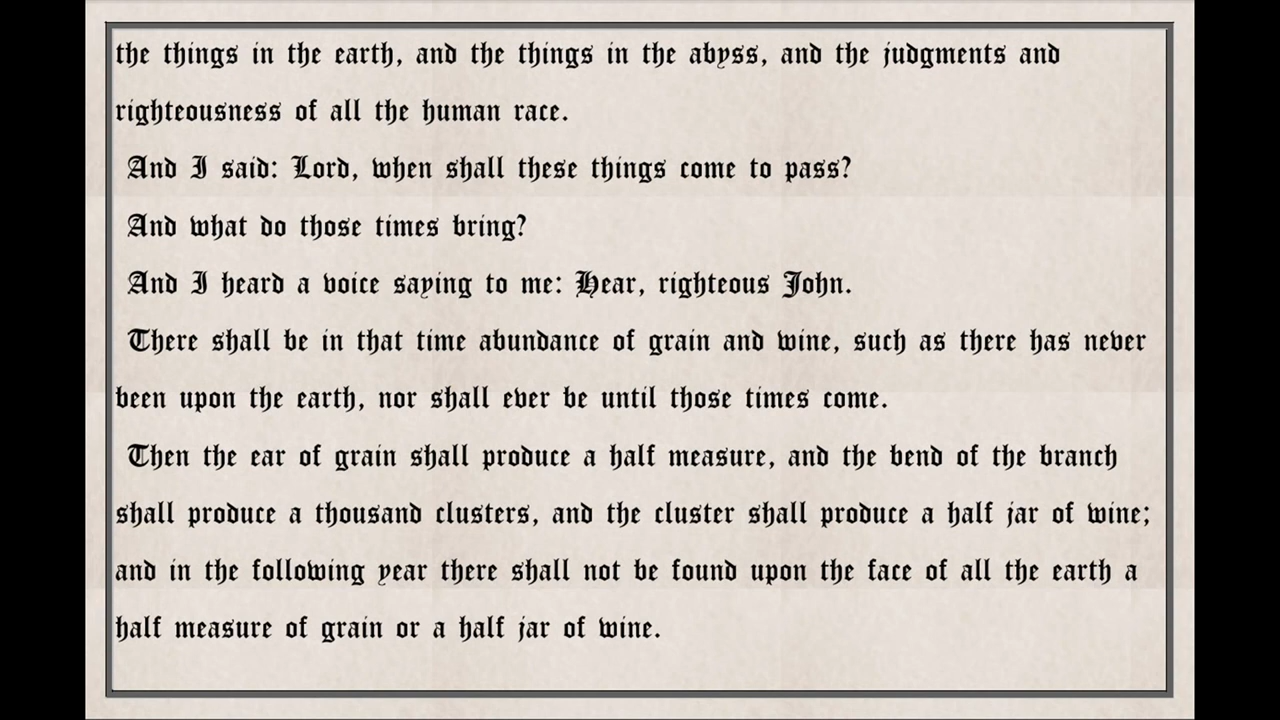 the things in the earth, and the things in the abyss, and the judgments and
righteousness of all the human race.
And I said: Lord, when shall these things come to pass?
And what do those times bring?
And I heard a voice saying to me: Hear, righteous John.
There shall be in that time abundance of grain and wine, such as there has never
been upon the earth, nor shall ever be until those times come.
Then the ear of grain shall produce a half measure, and the bend of the branch
shall produce a thousand clusters, and the cluster shall produce a half jar of wine;
and in the following year there shall not be found upon the face of all the earth a
half measure of grain or a half jar of wine.